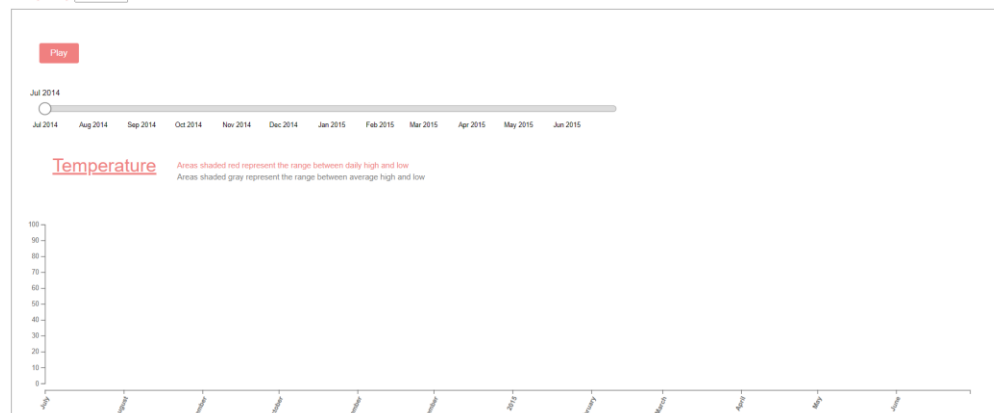 Play
Jul 2014
Jul 2014 Aug 2014 Sep 2014 Oct 2014 Nov 2014 Dec 2014 Jan 2015 Feb 2015 Mar 2015 Apr 2015 May 2015 Jun 2015
Temperature
Areas shaded red represent the range between daily high and low
Areas shaded gray represent the range between average high and low
100
90
80
70
60
50
40
30
20
10
0
July 2015 March April May June